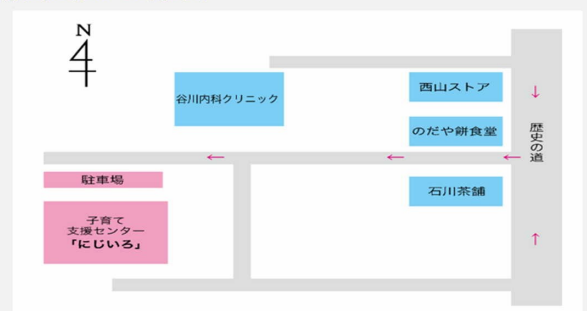 N
西山ストア
谷川内科クリニック
のだや餅食堂
歴史の道
駐車場
石川茶舗
子育て
支援センター
「にじいろ」